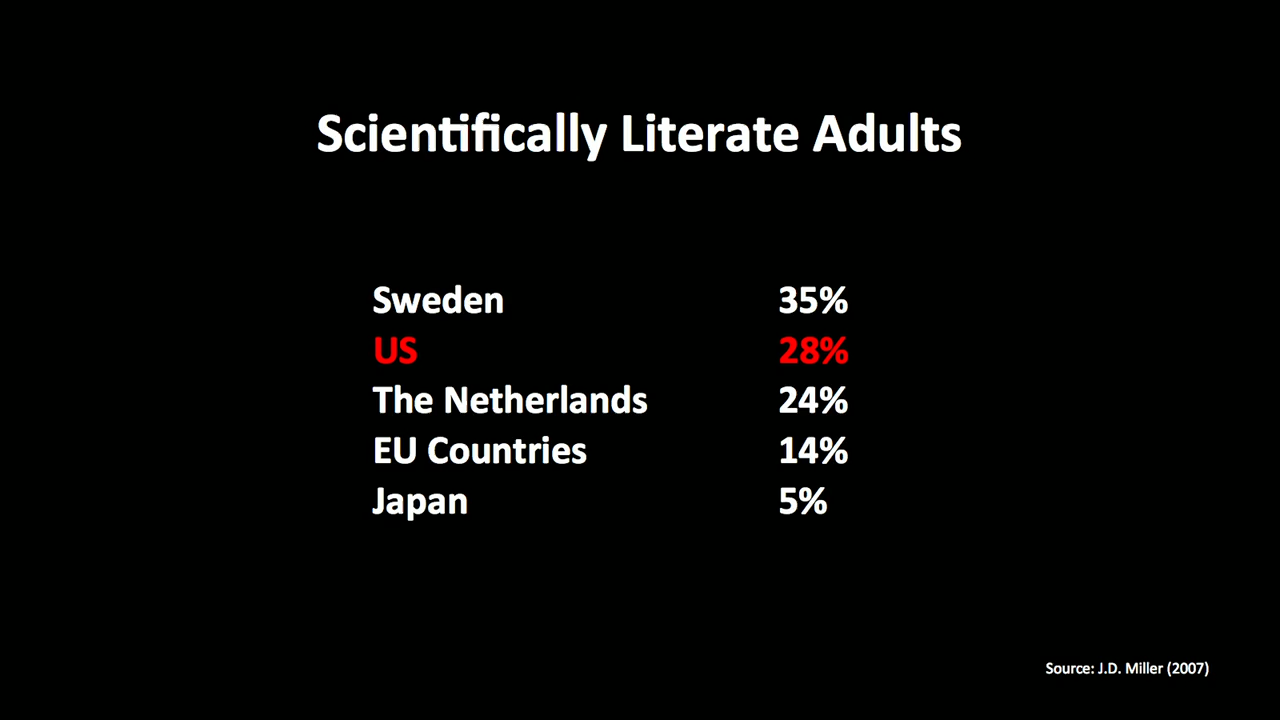 Scientifically Literate Adults
Sweden 35%
US 28%
The Netherlands 24%
EU Countries 14%
Japan 5%
Source: J.D. Miller (2007)